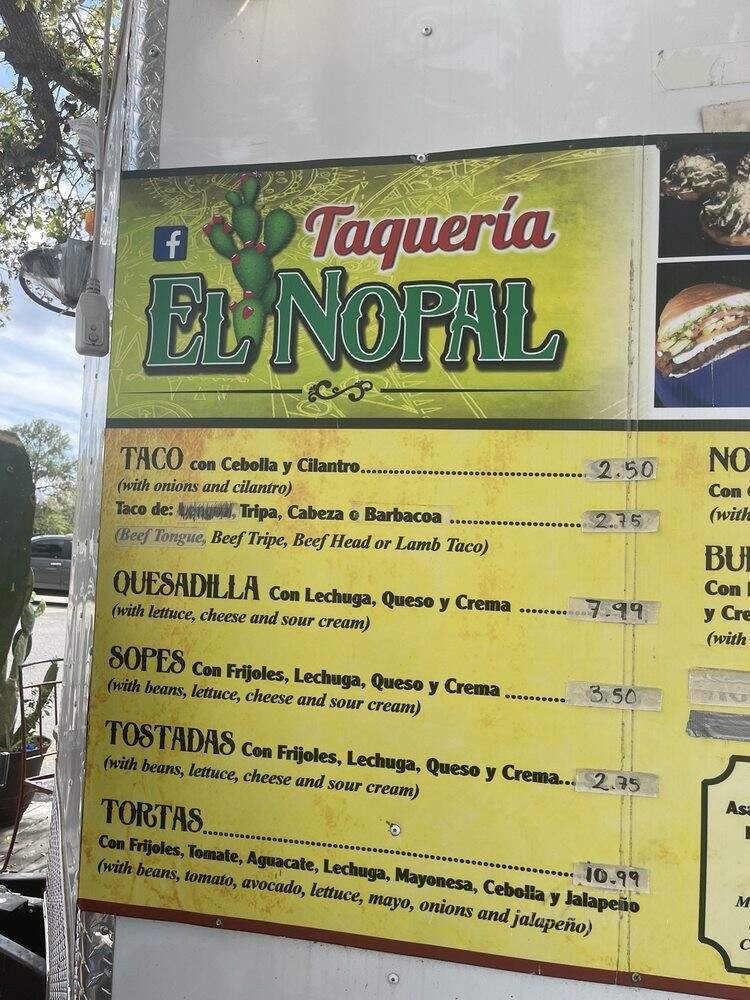 f
Taquería
EL NOPAL
TACO con Cebolla y Cilantro........ 2.50
(with onions and cilantro)
Taco de: Lengua, Tripa, Cabeza o Barbacoa ........ 2.75
(Beef Tongue, Beef Tripe, Beef Head or Lamb Taco)
QUESADILLA Con Lechuga, Queso y Crema ........ 7.99
(with lettuce, cheese and sour cream)
SOPES Con Frijoles, Lechuga, Queso y Crema ........ 3.50
(with beans, lettuce, cheese and sour cream)
TOSTADAS Con Frijoles, Lechuga, Queso y Crema... 2.75
(with beans, lettuce, cheese and sour cream)
TORTAS........ 10.99
Con Frijoles, Tomate, Aguacate, Lechuga, Mayonesa, Cebolla y Jalapeño
(with beans, tomato, avocado, lettuce, mayo, onions and jalapeño)
NO
Con
(with
BU
Con
y Cre
(with
Asa
M
C